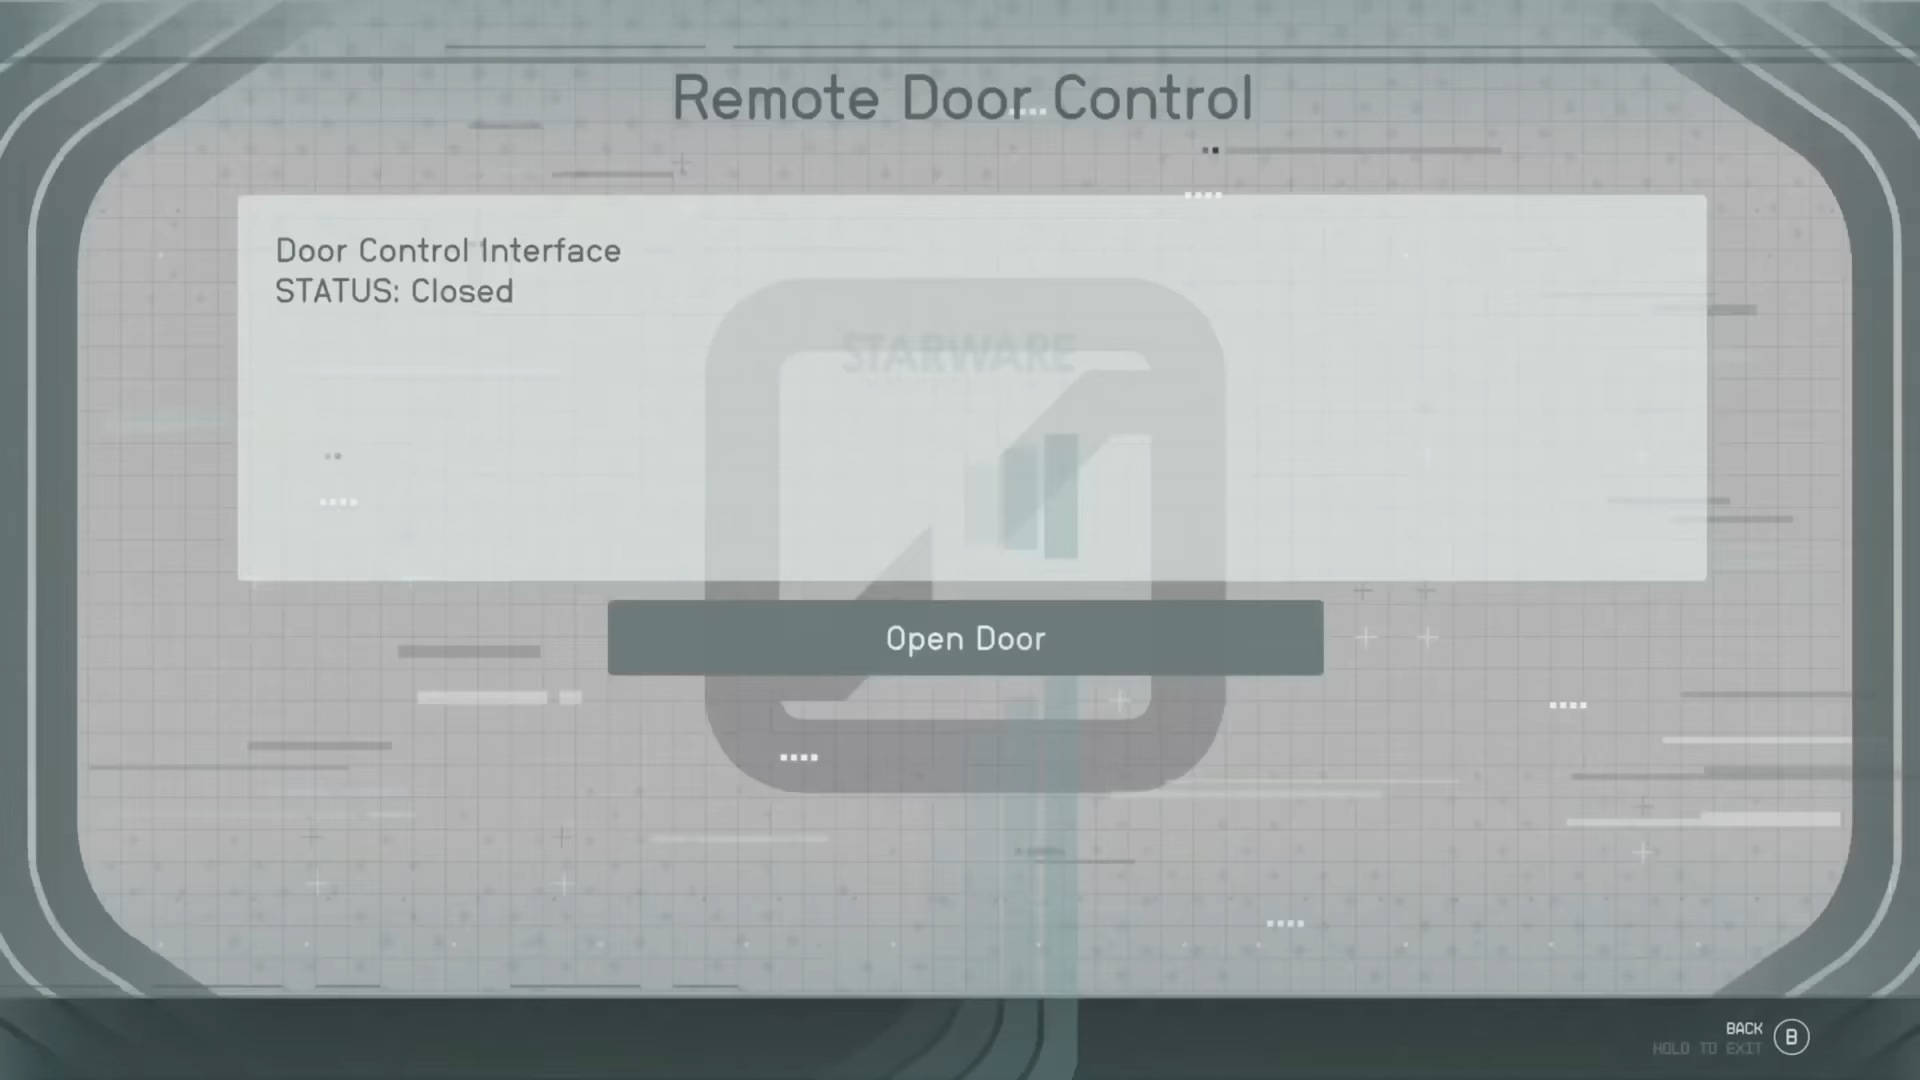 Remote Door Control
Door Control Interface
STATUS: Closed
STARWARE
Open Door
BACK
HOLD TO EXIT
B